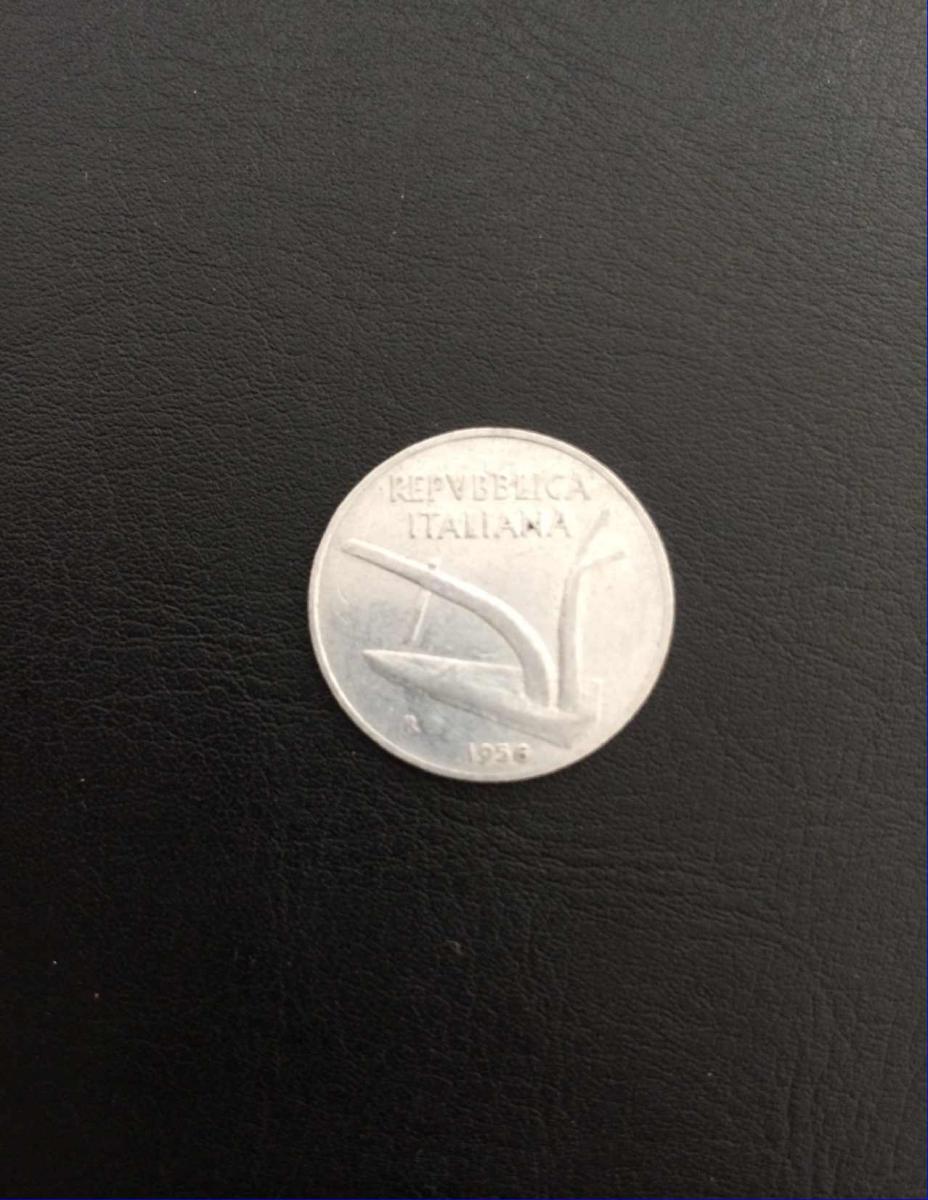 REPVBBLICA
ITALIANA
R
1956